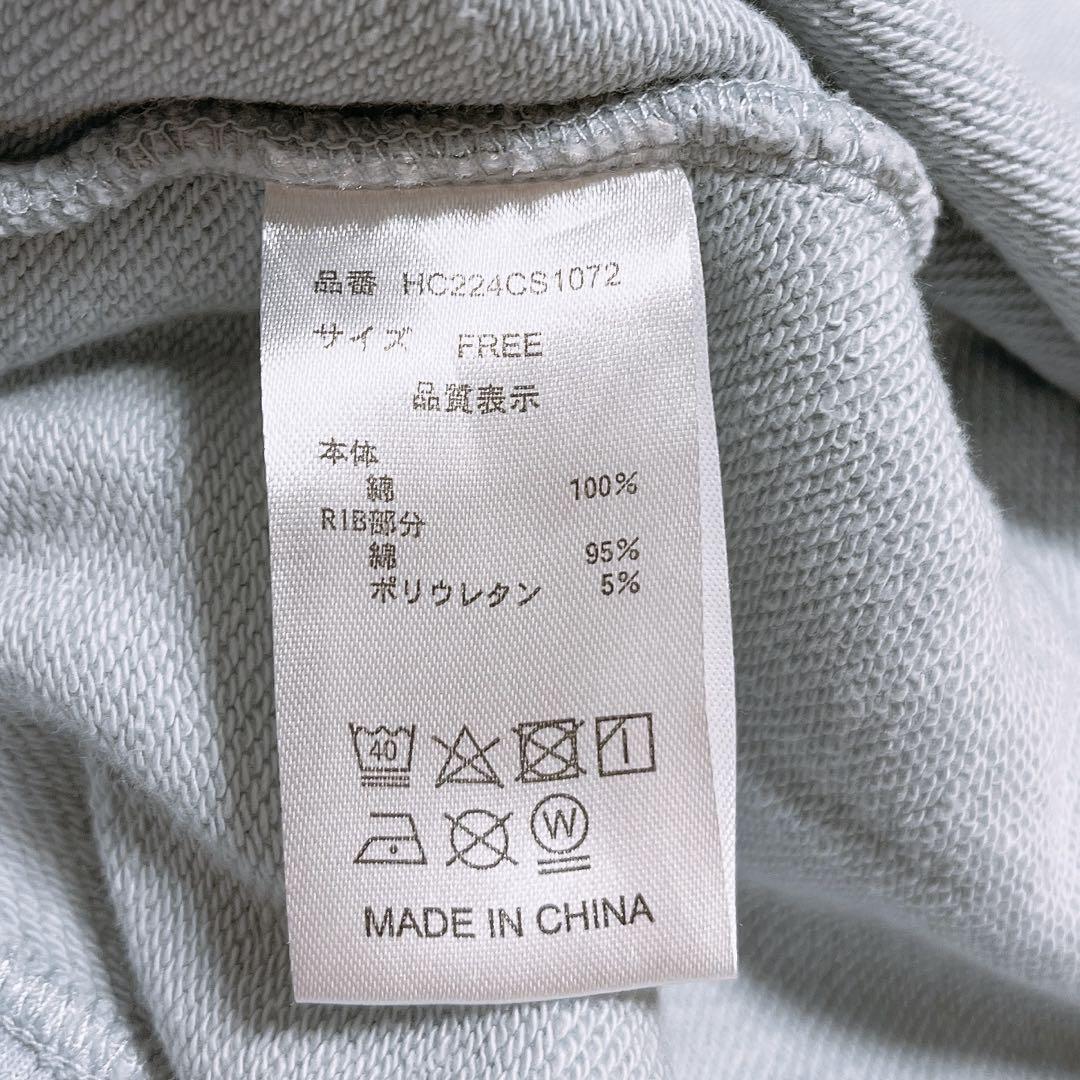 品番 HC224CS1072
サイズ FREE
品質表示
本体
綿 100%
RIB部分
綿 95%
ポリウレタン 5%
40
W
MADE IN CHINA